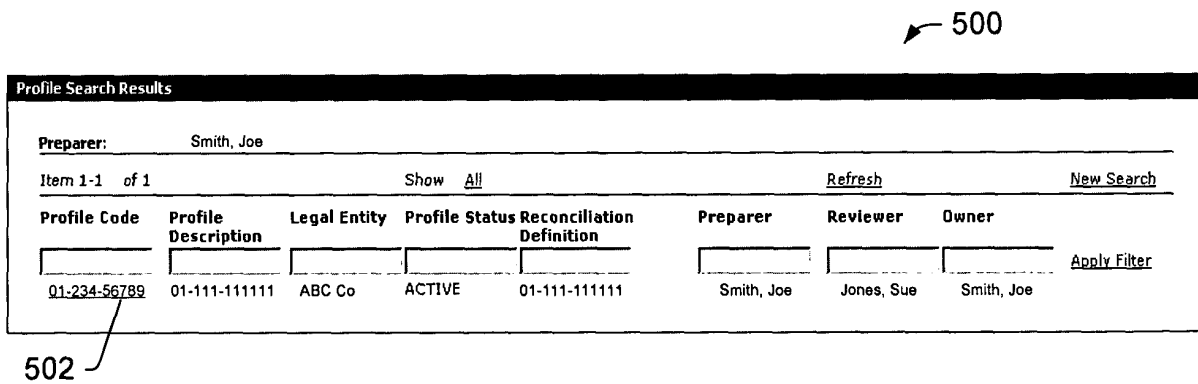 500
Profile Search Results
Preparer: Smith, Joe
Item 1-1 of 1 Show All Refresh New Search
Profile Code Profile Description Legal Entity Profile Status Reconciliation Definition Preparer Reviewer Owner
Apply Filter
01-234-56789 01-111-111111 ABC Co ACTIVE 01-111-111111 Smith, Joe Jones, Sue Smith, Joe
502